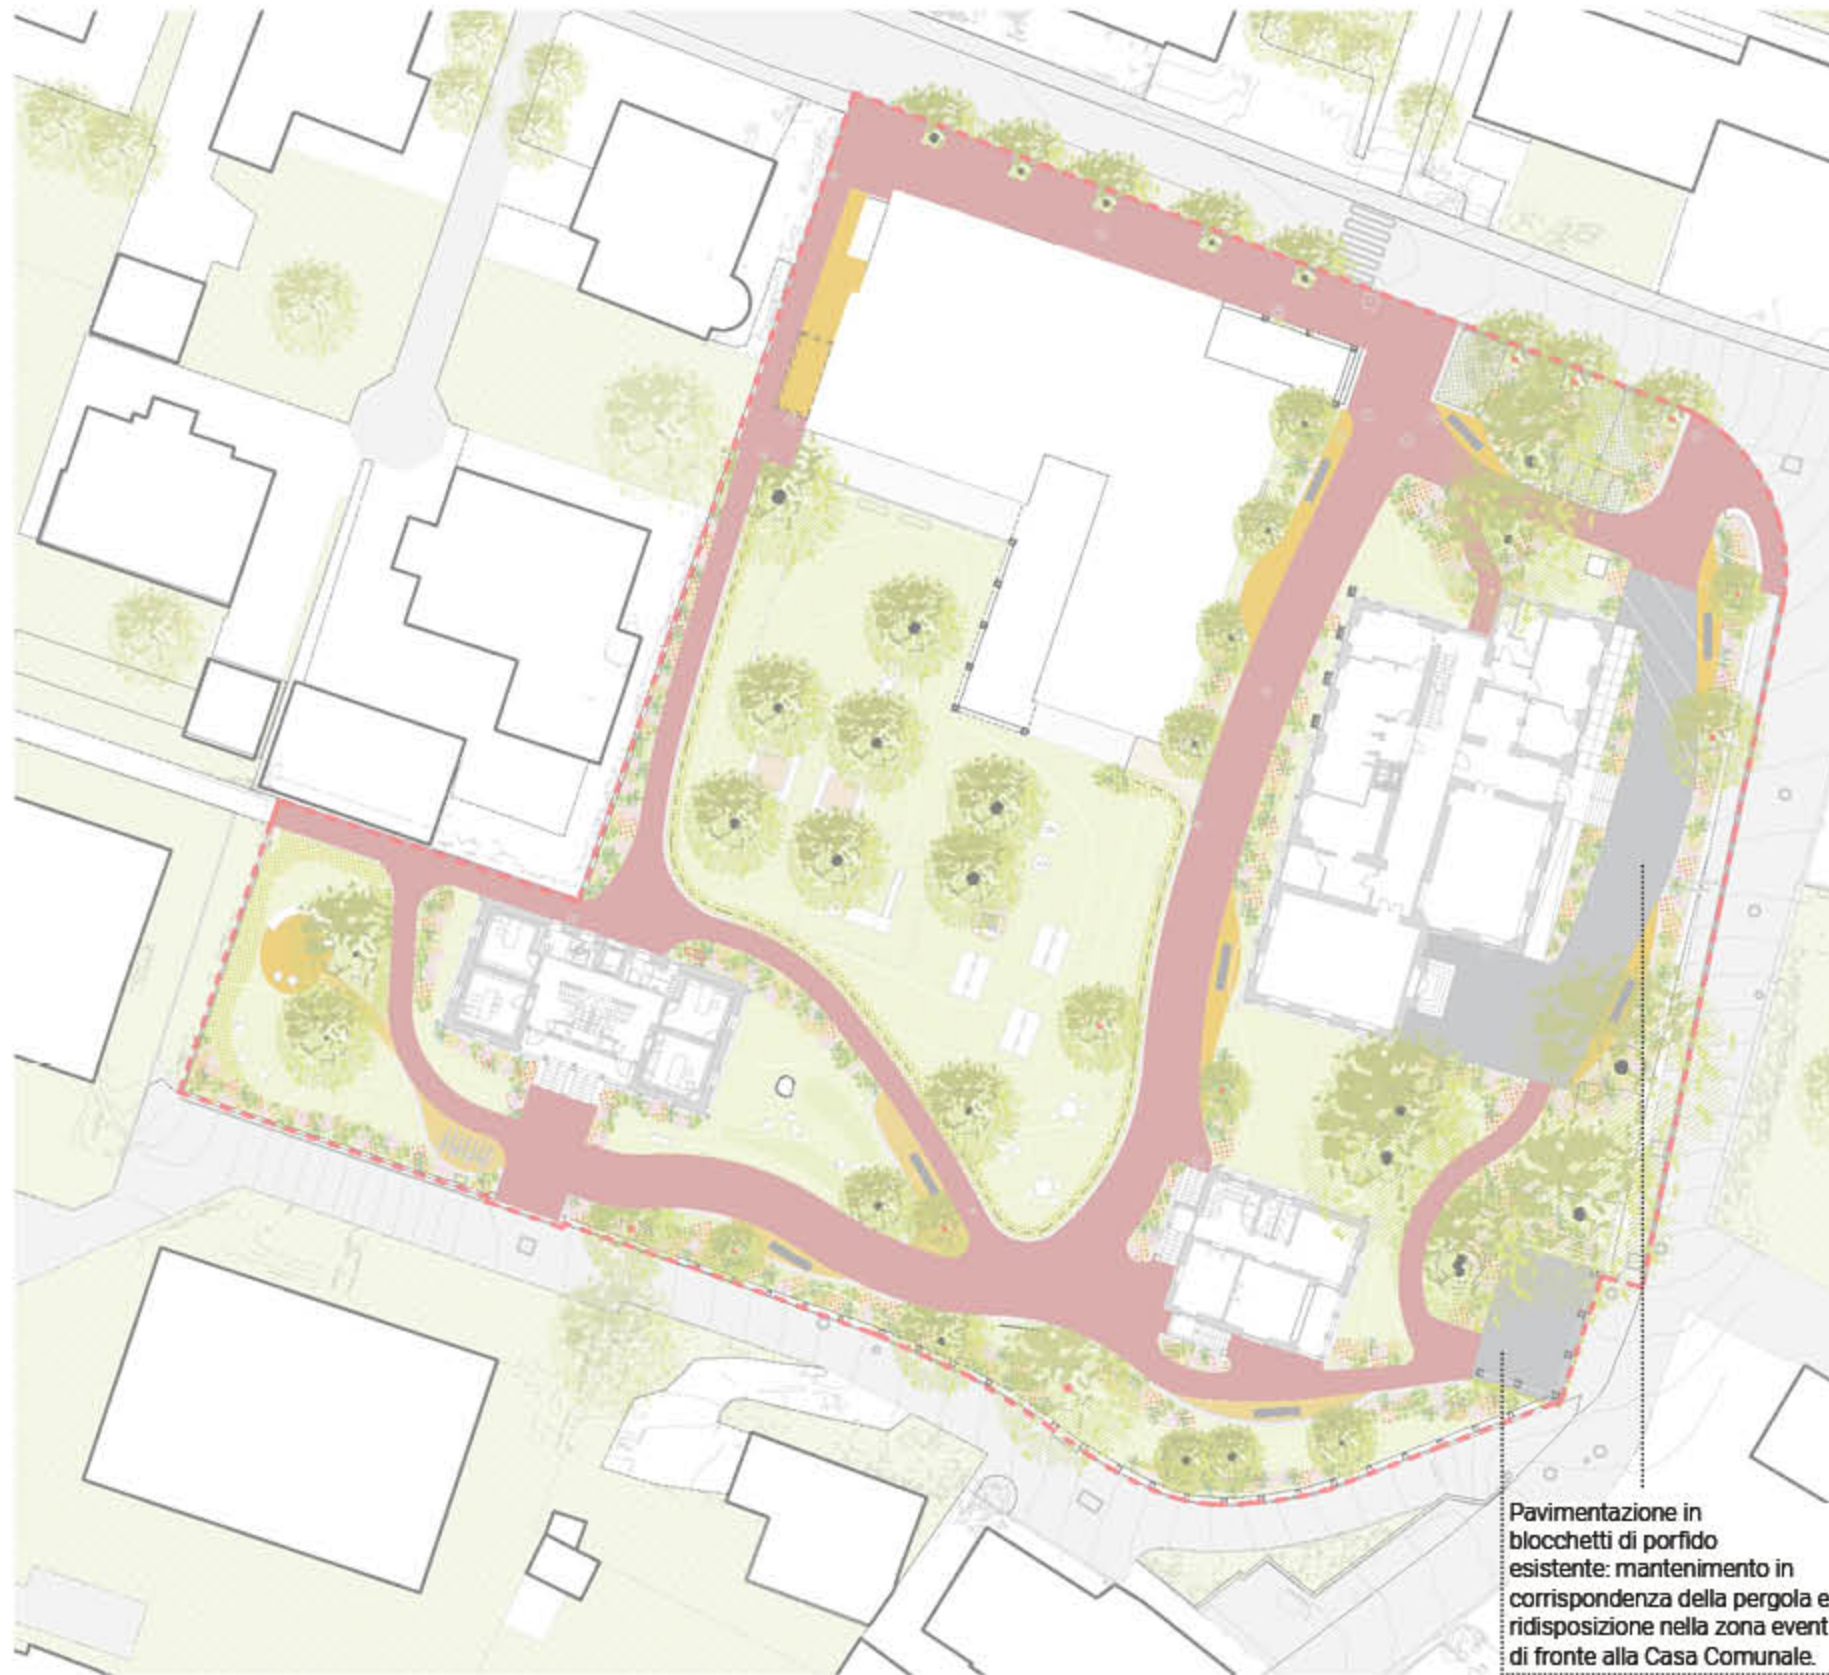 Pavimentazione in
blocchetti di porfido
esistente: mantenimento in
corrispondenza della pergola e
ridisposizione nella zona event
di fronte alla Casa Comunale.